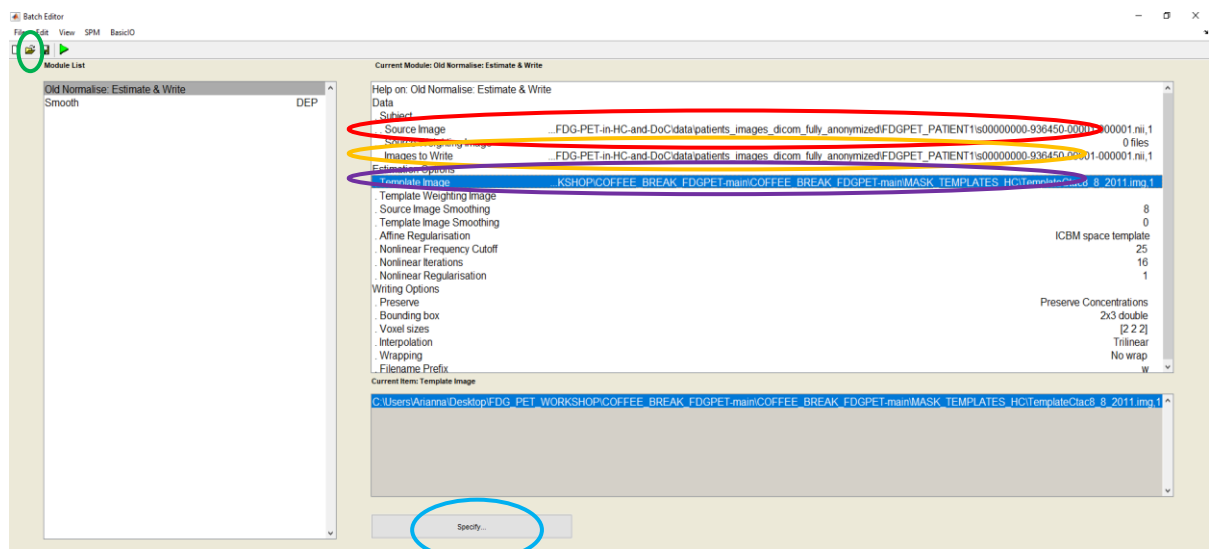 Batch Editor
File Edit View SPM BasicIO
Module List
Current Module: Old Normalise: Estimate & Write
Old Normalise: Estimate & Write
Smooth DEP
Help on: Old Normalise: Estimate & Write
Data
. Subject
. . Source Image ...FDG-PET-in-HC-and-DoC\data\patients_images_dicom_fully_anonymized\FDGPET_PATIENT1\s00000000-936450-00001-000001.nii,1
. . Source Weighting Image 0 files
. . Images to Write ...FDG-PET-in-HC-and-DoC\data\patients_images_dicom_fully_anonymized\FDGPET_PATIENT1\s00000000-936450-00001-000001.nii,1
Estimation Options
. Template Image ...KSHOP\COFFEE_BREAK_FDGPET-main\COFFEE_BREAK_FDGPET-main\MASK_TEMPLATES_HC\TemplateCtac8_8_2011.img,1
. Template Weighting Image
. Source Image Smoothing 8
. Template Image Smoothing 0
. Affine Regularisation ICBM space template
. Nonlinear Frequency Cutoff 25
. Nonlinear Iterations 16
. Nonlinear Regularisation 1
Writing Options
. Preserve Preserve Concentrations
. Bounding box 2x3 double
. Voxel sizes [2 2 2]
. Interpolation Trilinear
. Wrapping No wrap
. Filename Prefix w
Current Item: Template Image
C:\Users\Arianna\Desktop\FDG_PET_WORKSHOP\COFFEE_BREAK_FDGPET-main\COFFEE_BREAK_FDGPET-main\MASK_TEMPLATES_HC\TemplateCtac8_8_2011.img,1
Specify...